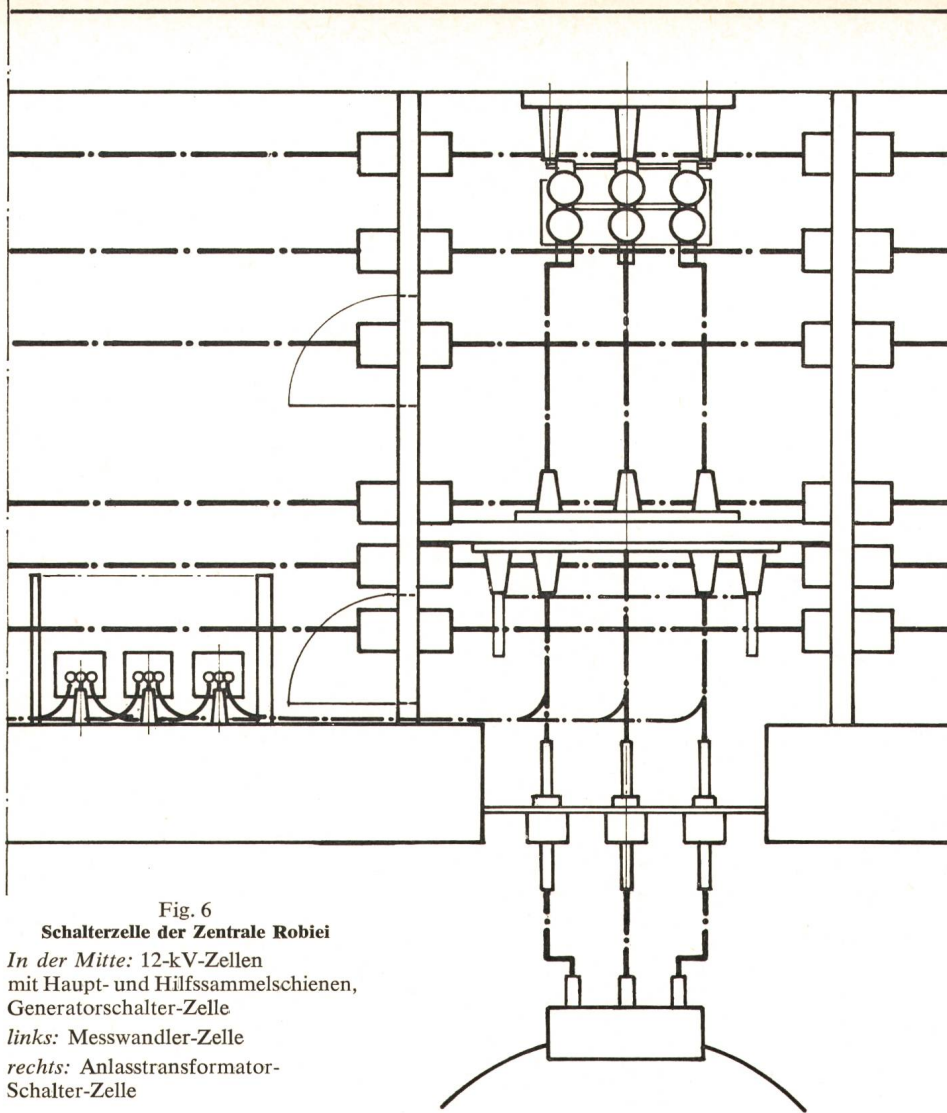 Fig. 6
Schalterzelle der Zentrale Robiei
In der Mitte: 12-kV-Zellen
mit Haupt- und Hilfssammelschienen,
Generatorschalter-Zelle
links: Messwandler-Zelle
rechts: Anlasstransformator-
Schalter-Zelle